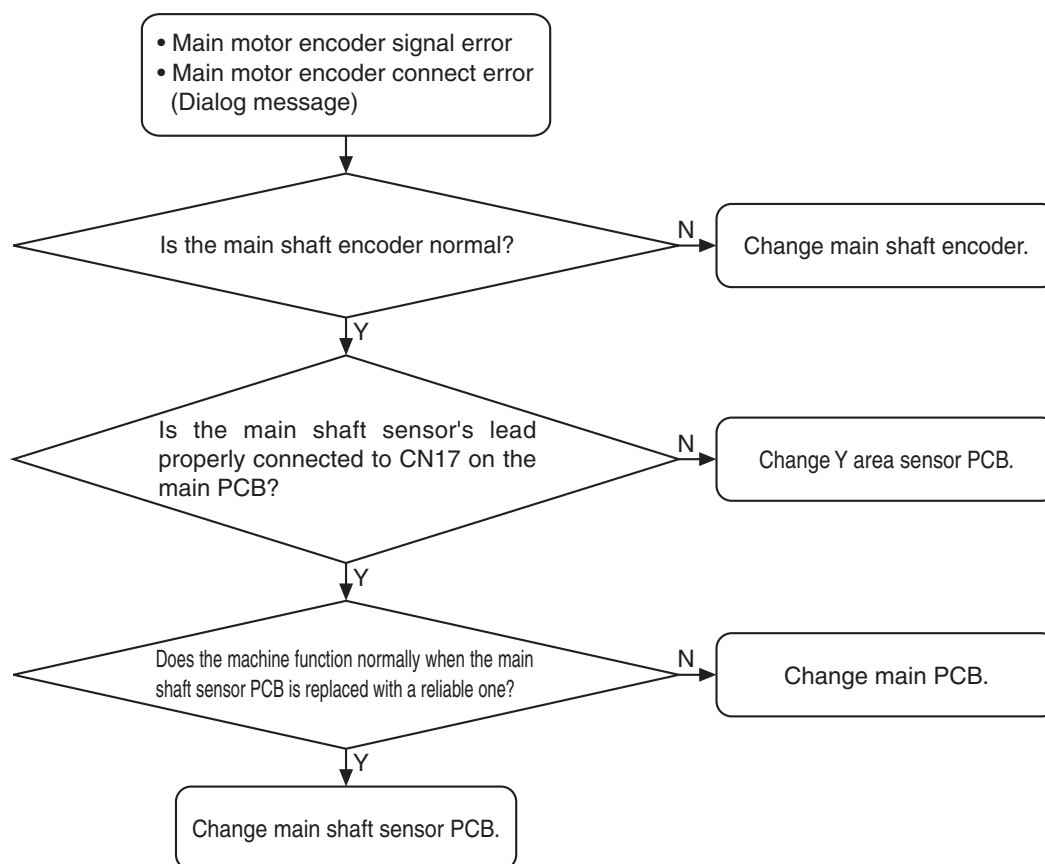 • Main motor encoder signal error
• Main motor encoder connect error
(Dialog message)
Is the main shaft encoder normal?
N
Change main shaft encoder.
Y
Is the main shaft sensor's lead
properly connected to CN17 on the
main PCB?
N
Change Y area sensor PCB.
Y
Does the machine function normally when the main
shaft sensor PCB is replaced with a reliable one?
N
Change main PCB.
Y
Change main shaft sensor PCB.